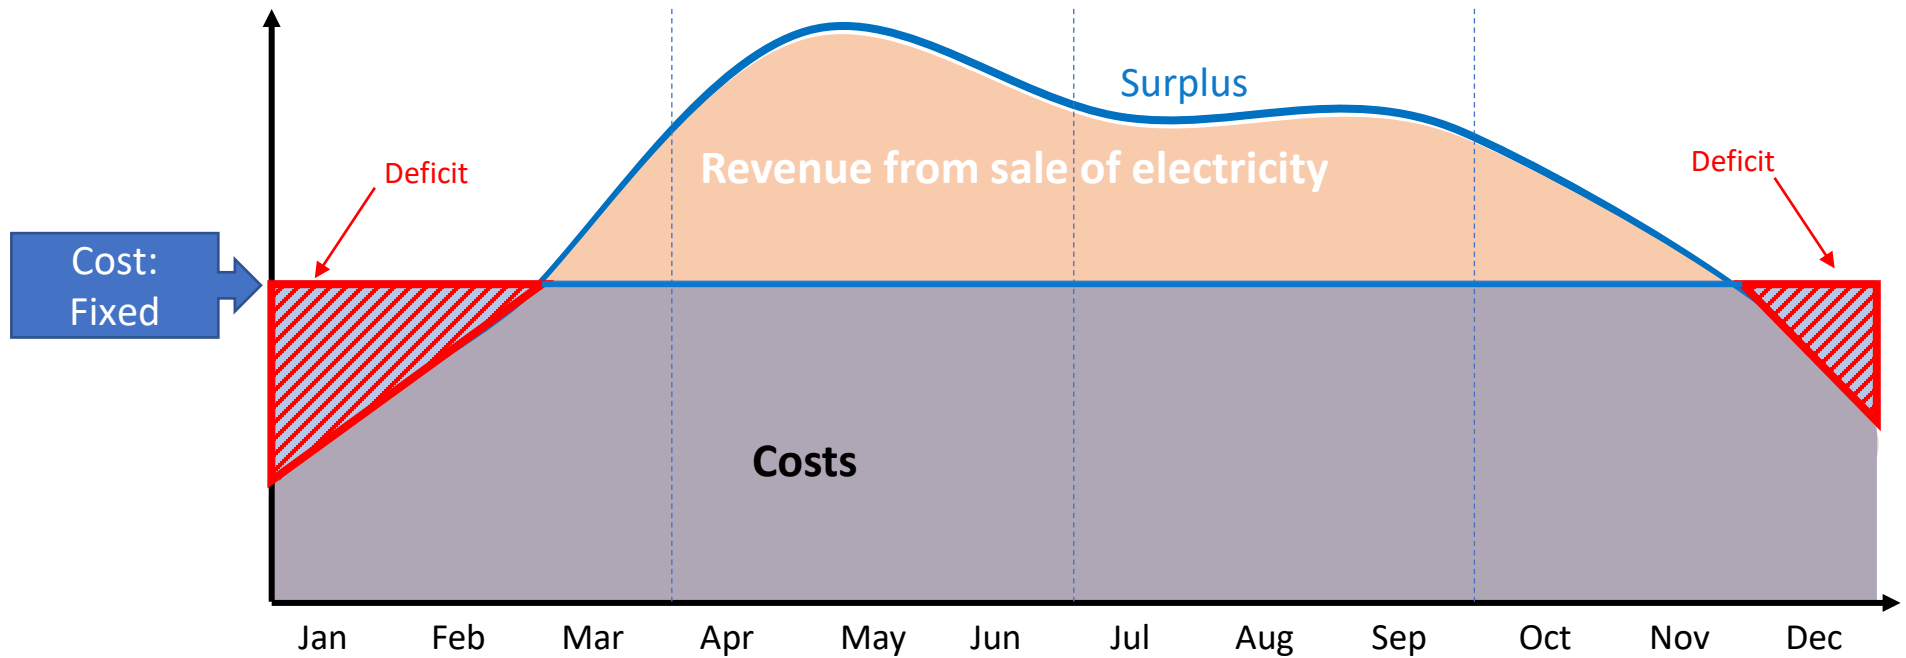 Surplus
Deficit
Revenue from sale of electricity
Deficit
Cost:
Fixed
Costs
Jan Feb Mar Apr May Jun Jul Aug Sep Oct Nov Dec